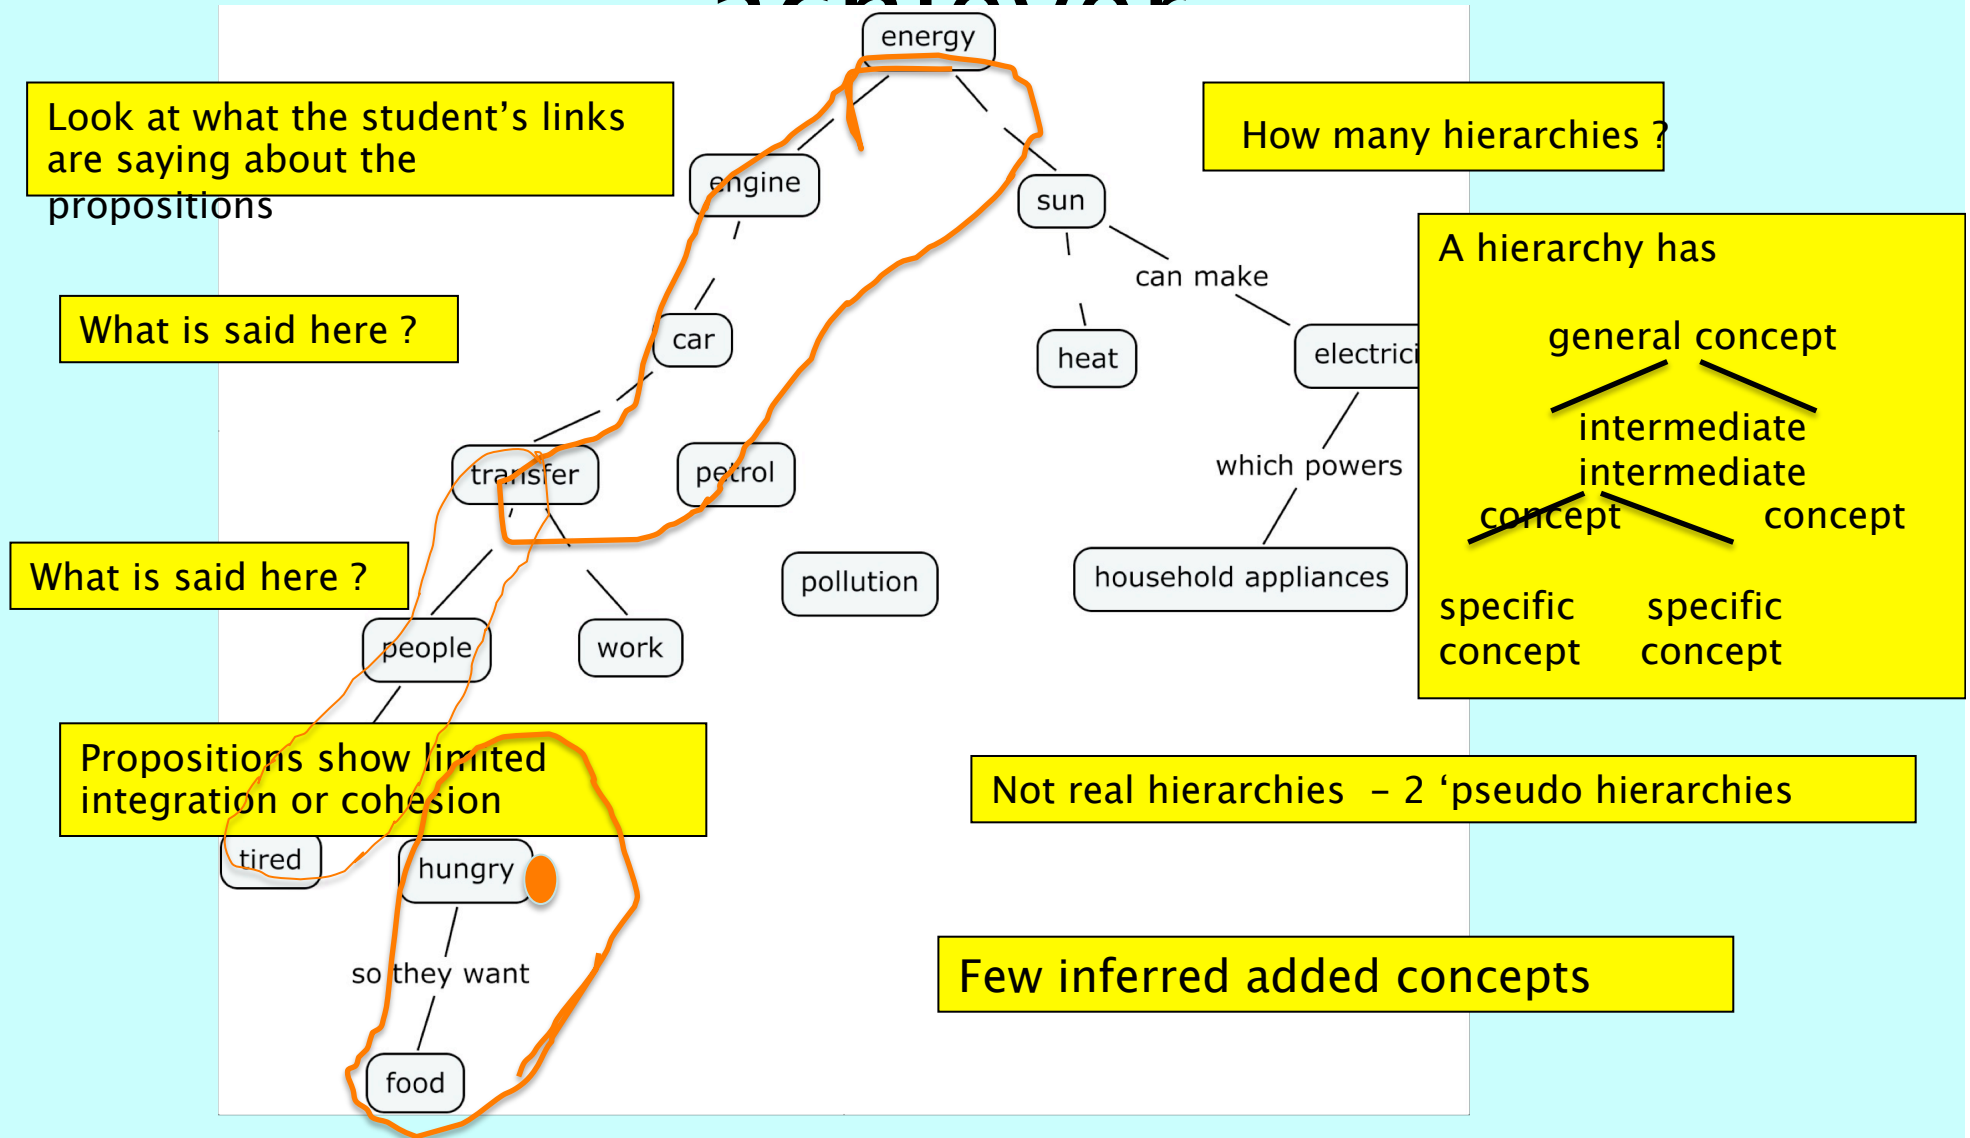 achiever
energy
Look at what the student’s links
are saying about the
propositions
How many hierarchies ?
engine
sun
can make
A hierarchy has
general concept
intermediate
intermediate
concept concept
specific specific
concept concept
What is said here ?
car
heat
transfer
petrol
which powers
What is said here ?
pollution
household appliances
people
work
Propositions show limited
integration or cohesion
Not real hierarchies – 2 ‘pseudo hierarchies
tired
hungry
so they want
Few inferred added concepts
food